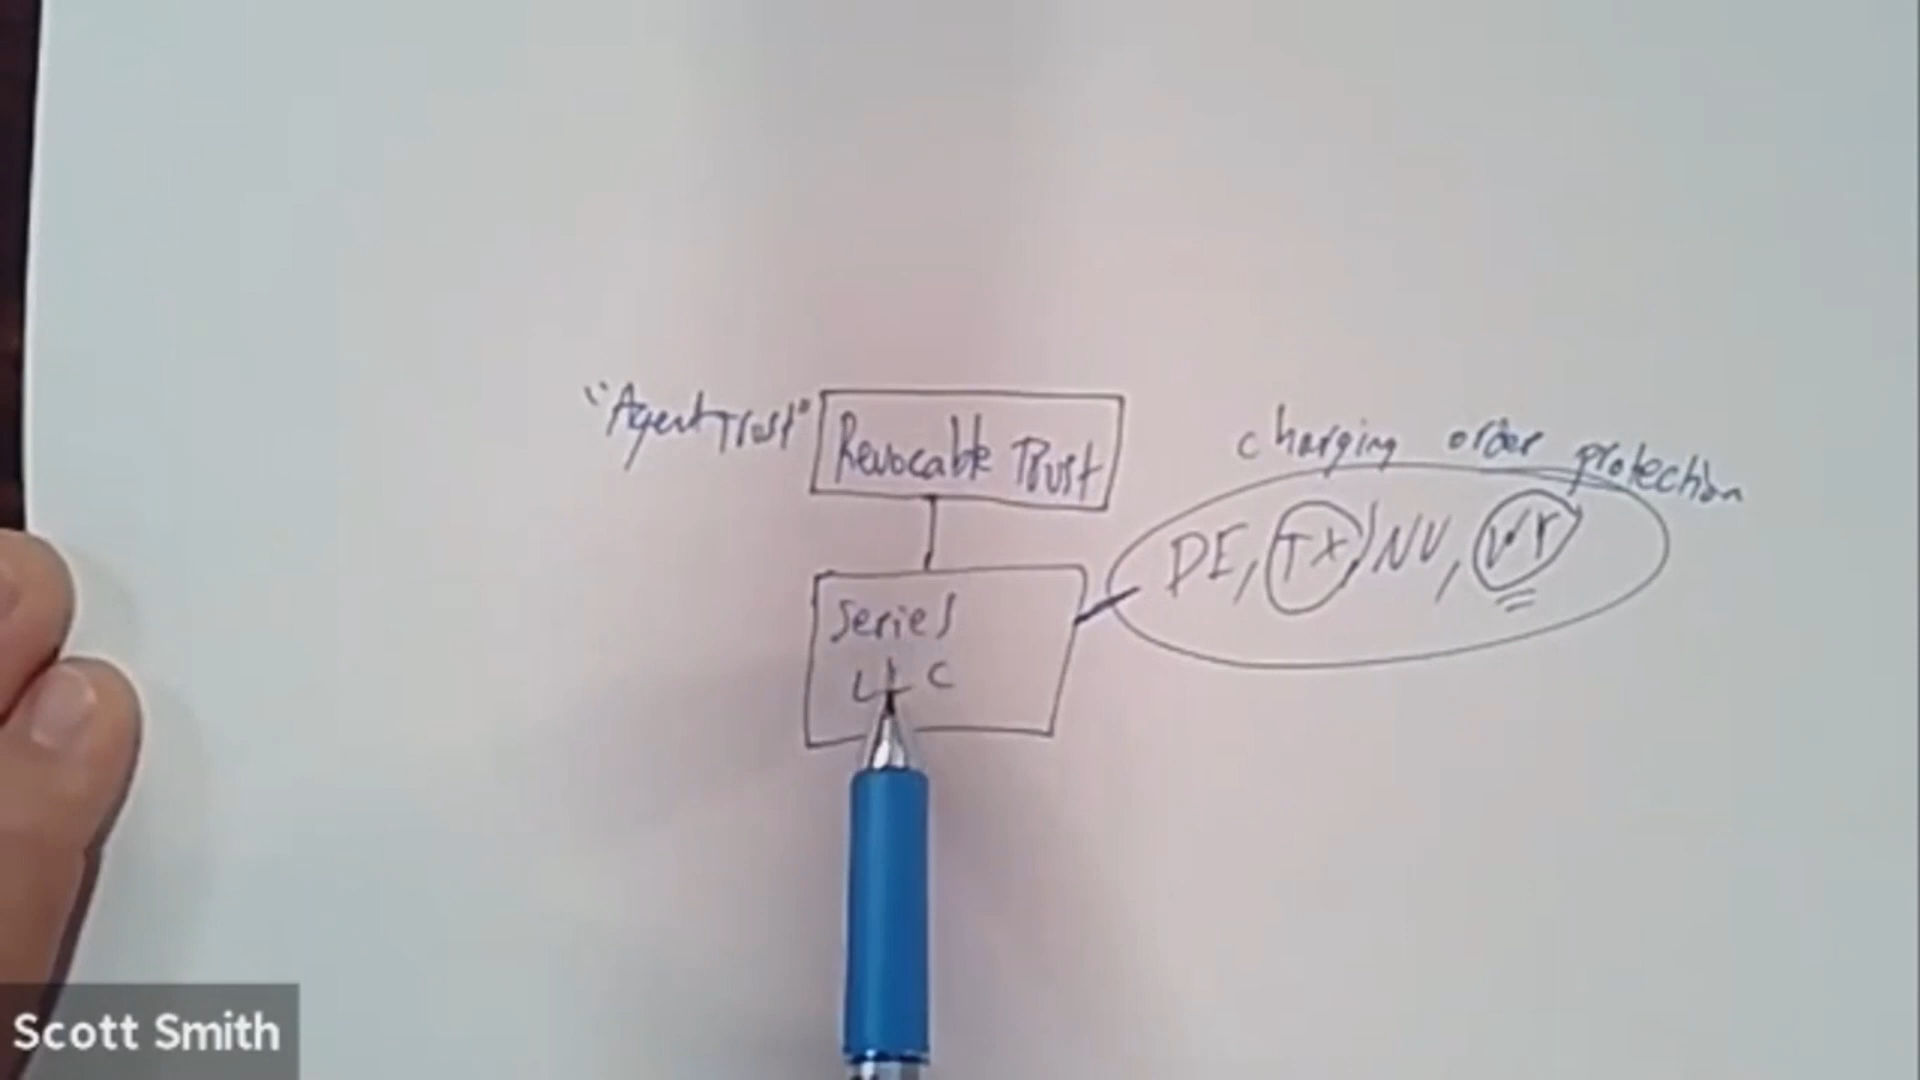 "Agent Trust" Revocable Trust
charging order protection
DE, TX, NV, WY
Series
LLC
Scott Smith